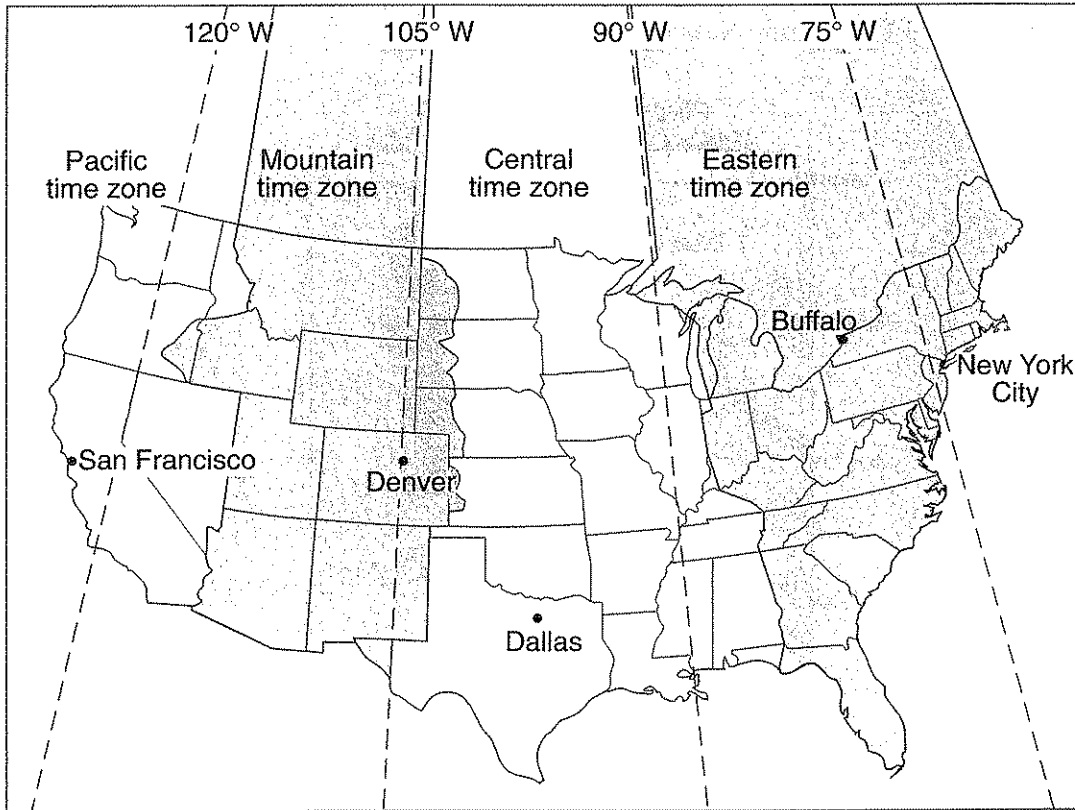 120° W
105° W
90° W
75° W
Pacific
time zone
Mountain
time zone
Central
time zone
Eastern
time zone
Buffalo
New York
City
San Francisco
Denver
Dallas